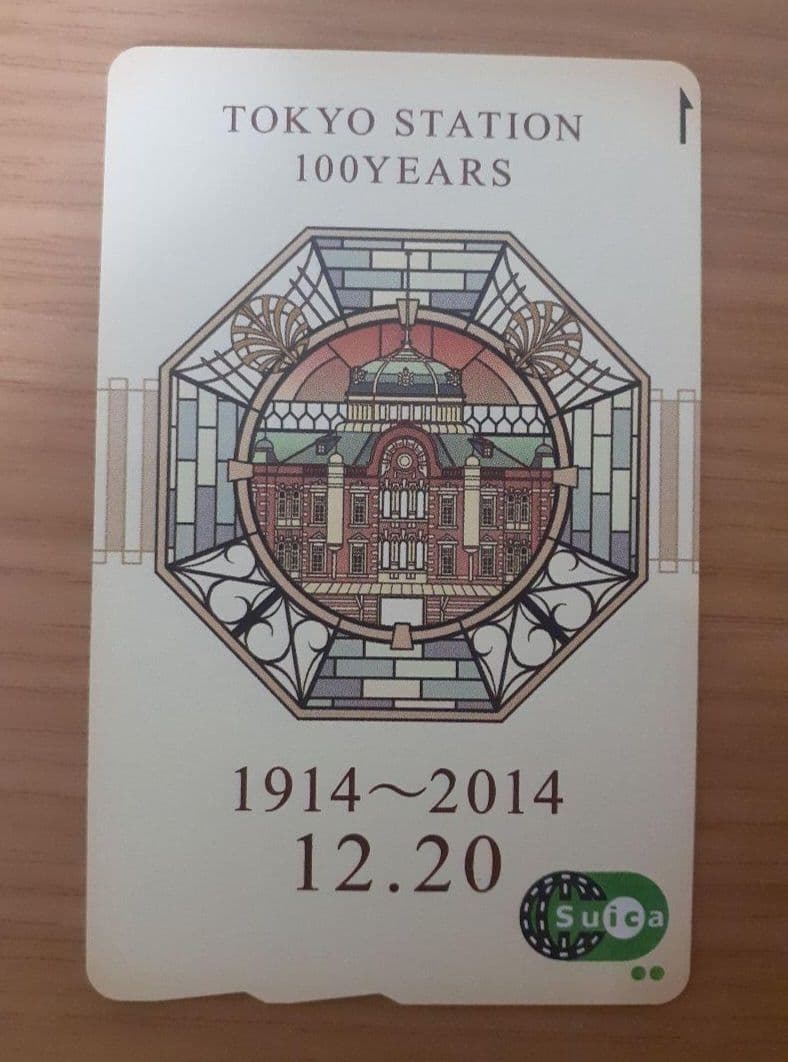 TOKYO STATION
100YEARS
1914～2014
12.20
Suica